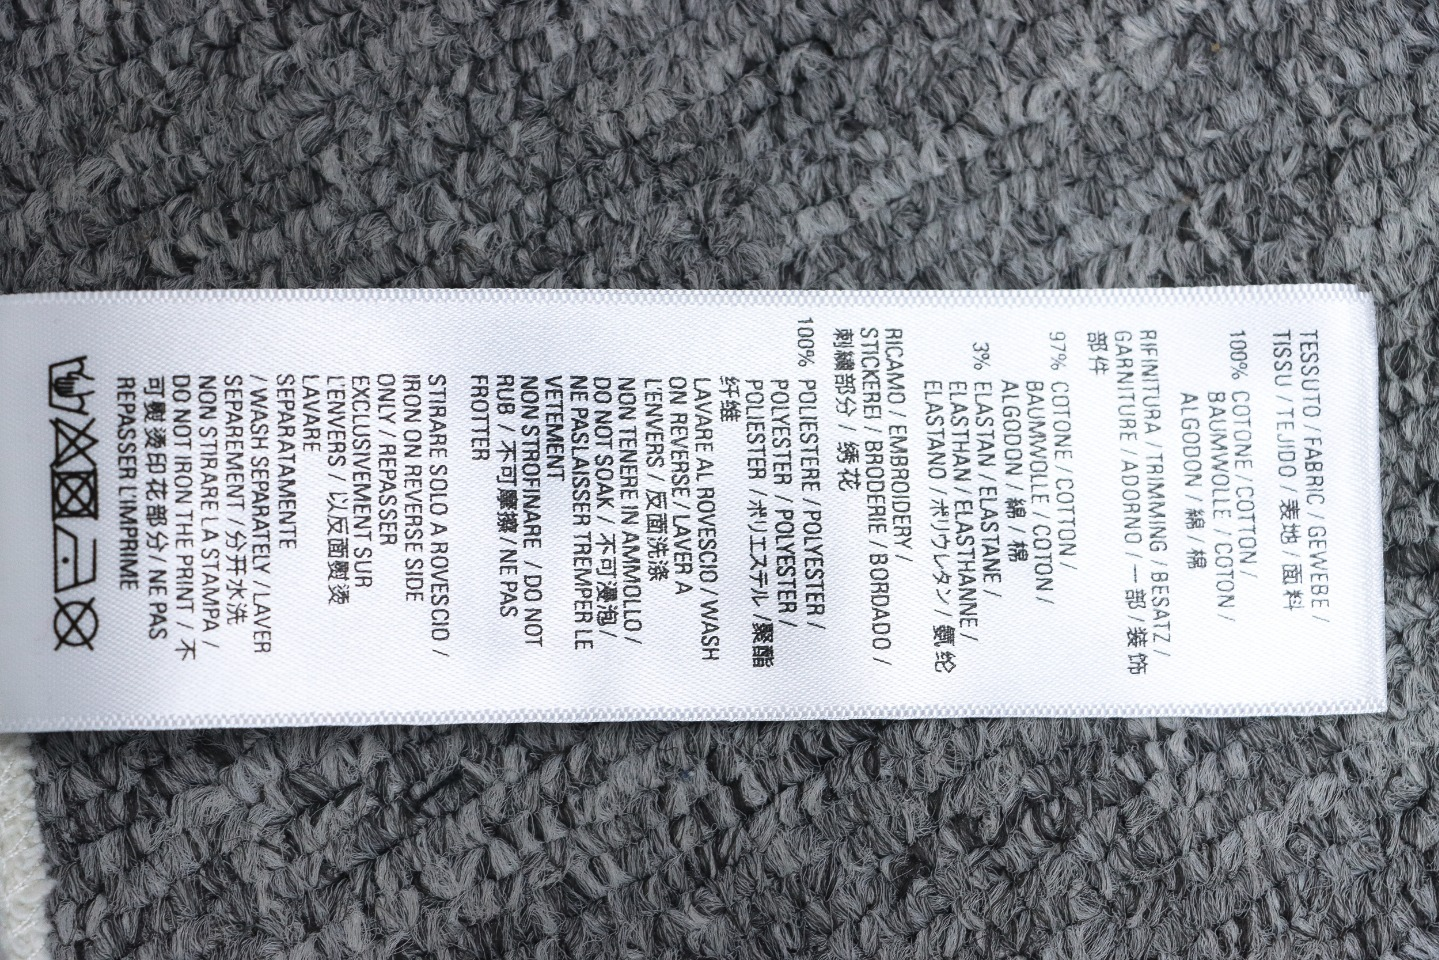 TESSUTO / FABRIC / GEWEBE /
TISSU / TEJIDO / 表地 / 面料
100% COTONE / COTTON /
BAUMWOLLE / COTON /
ALGODON / 綿 / 棉
RIFINITURA / TRIMMING / BESATZ /
GARNITURE / ADORNO / 一部 / 装饰
部件
97% COTONE / COTTON /
BAUMWOLLE / COTON /
ALGODON / 綿 / 棉
3% ELASTAN / ELASTANE /
ELASTHAN / ELASTHANNE /
ELASTANO / ポリウレタン / 氨纶
RICAMO / EMBROIDERY /
STICKEREI / BRODERIE / BORDADO /
刺繍部分 / 绣花
100% POLIESTERE / POLYESTER /
POLYESTER / POLYESTER /
POLIESTER / ポリエステル / 聚酯
纤维
LAVARE AL ROVESCIO / WASH
ON REVERSE / LAVER A
L'ENVERS / 反面洗涤
NON TENERE IN AMMOLLO /
DO NOT SOAK / 不可浸泡 /
NE PAS LAISSER TREMPER LE
VETEMENT
NON STROFINARE / DO NOT
RUB / 不可擦 / NE PAS
FROTTER
STIRARE SOLO A ROVESCIO /
IRON ON REVERSE SIDE
ONLY / REPASSER
EXCLUSIVEMENT SUR
L'ENVERS / 以反面熨烫
LAVARE
SEPARATAMENTE
/ WASH SEPARATELY / LAVER
SEPAREMENT / 分开水洗
NON STIRARE LA STAMPA /
DO NOT IRON THE PRINT / 不
可熨烫印花部分 / NE PAS
REPASSER L'IMPRIME